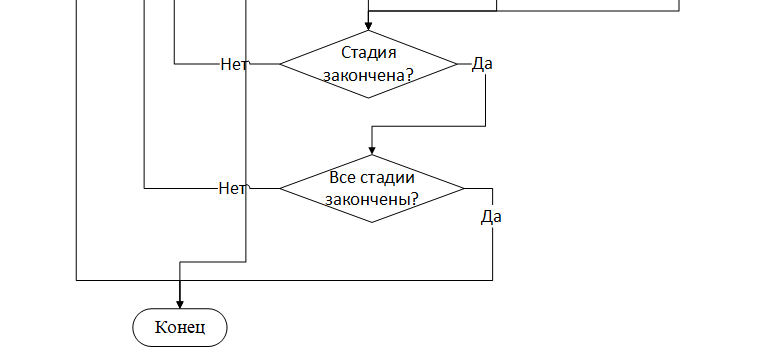 Стадия
закончена?
Нет
Да
Все стадии
закончены?
Нет
Да
Конец